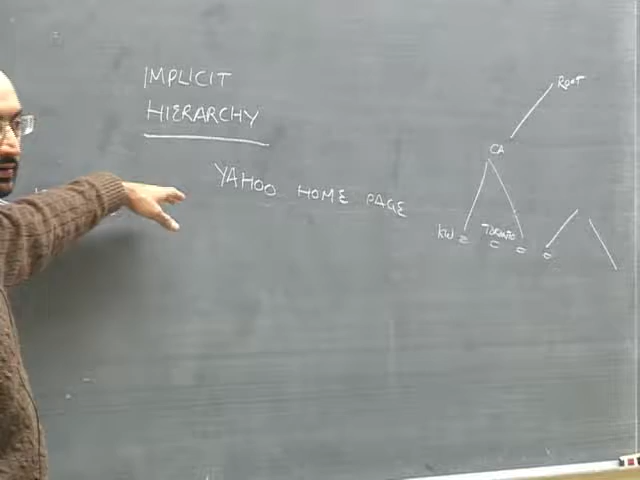 IMPLICIT
HIERARCHY
YAHOO HOME PAGE
ROOT
CA
KW TORONTO